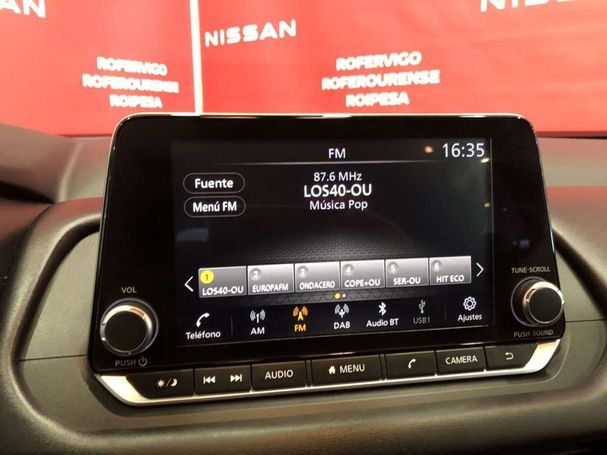 NISSAN
NISSAN
NISSAN
ROFERVIGO
ROFEROURENSE
ROIPESA
ROFERVIGO
ROFEROURENSE
ROIPESA
FM
16:35
87.6 MHz
LOS40-OU
Música Pop
Fuente
Menú FM
1 LOS40-OU
2 EUROPAFM
3 ONDACERO
4 COPE+OU
5 SER-OU
6 HIT ECO
Teléfono
AM
FM
DAB
Audio BT
USB1
Ajustes
VOL
PUSH
TUNE-SCROLL
PUSH SOUND
AUDIO
MENU
CAMERA